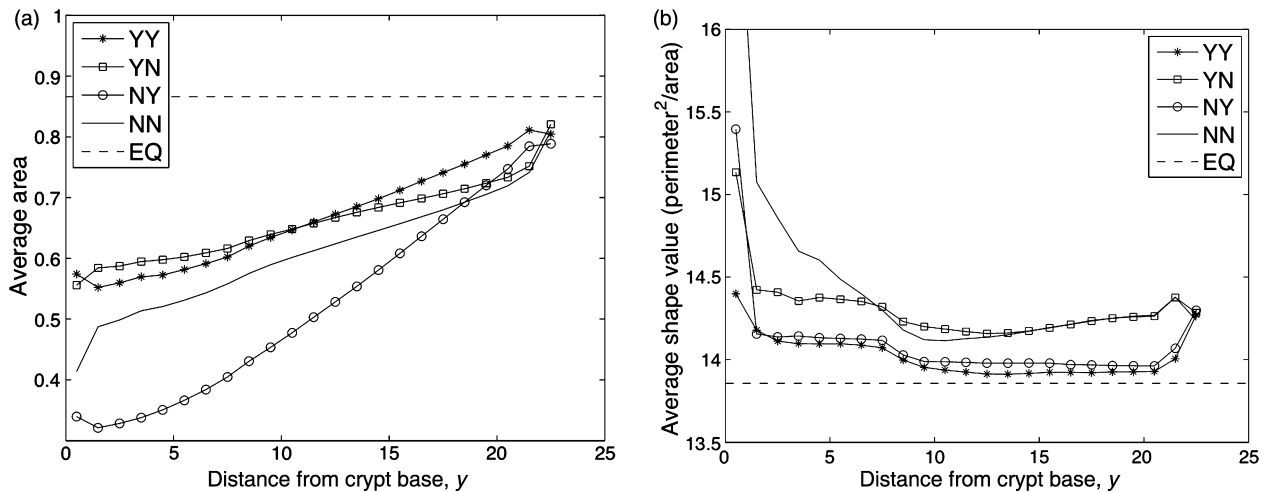 (a)
1
0.9
0.8
0.7
0.6
0.5
0.4
Average area
YY
YN
NY
NN
EQ
0 5 10 15 20 25
Distance from crypt base, y
(b)
16
15.5
15
14.5
14
13.5
Average shape value (perimeter²/area)
YY
YN
NY
NN
EQ
0 5 10 15 20 25
Distance from crypt base, y